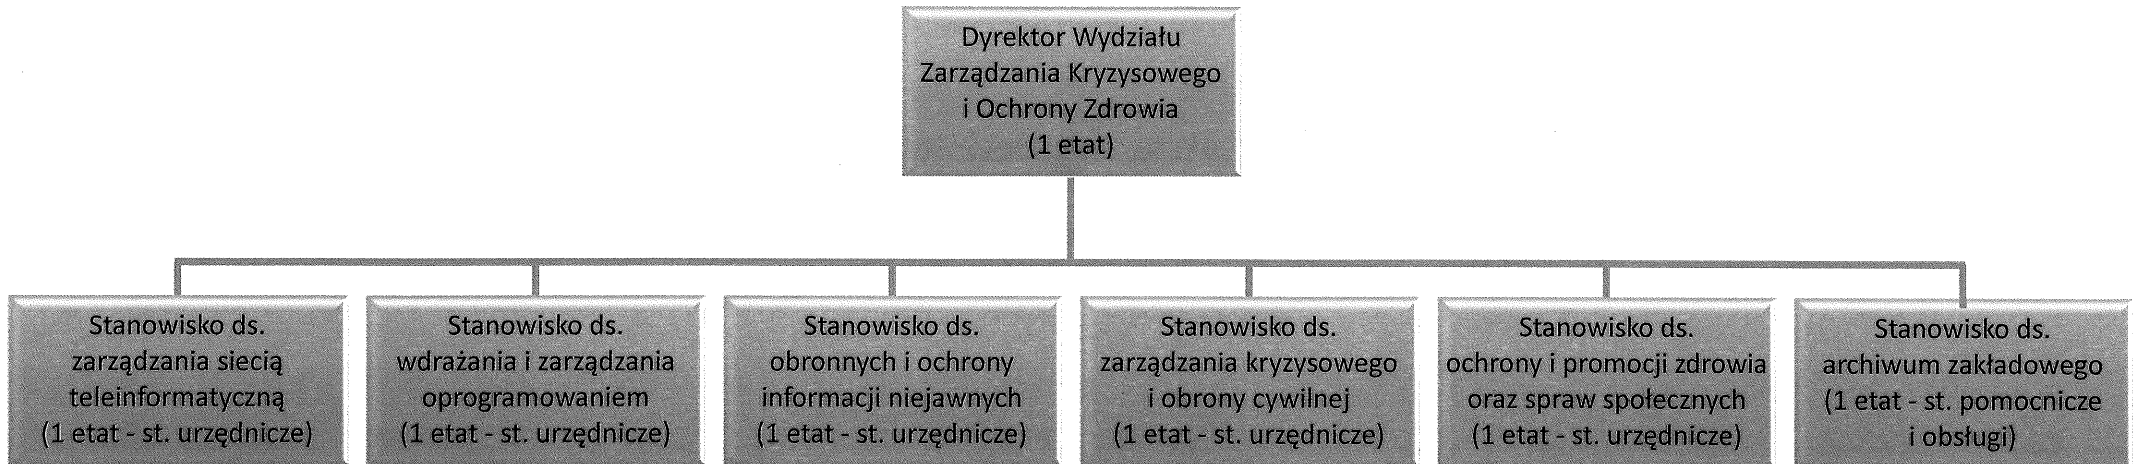 Dyrektor Wydziału
Zarządzania Kryzysowego
i Ochrony Zdrowia
(1 etat)
Stanowisko ds.
zarządzania siecią
teleinformatyczną
(1 etat - st. urzędnicze)
Stanowisko ds.
wdrażania i zarządzania
oprogramowaniem
(1 etat - st. urzędnicze)
Stanowisko ds.
obronnych i ochrony
informacji niejawnych
(1 etat - st. urzędnicze)
Stanowisko ds.
zarządzania kryzysowego
i obrony cywilnej
(1 etat - st. urzędnicze)
Stanowisko ds.
ochrony i promocji zdrowia
oraz spraw społecznych
(1 etat - st. urzędnicze)
Stanowisko ds.
archiwum zakładowego
(1 etat - st. pomocnicze
i obsługi)